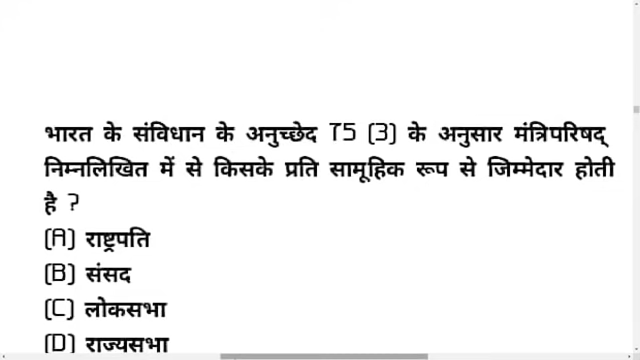 भारत के संविधान के अनुच्छेद 75 (3) के अनुसार मंत्रिपरिषद्
निम्नलिखित में से किसके प्रति सामूहिक रूप से जिम्मेदार होती
है ?
(A) राष्ट्रपति
(B) संसद
(C) लोकसभा
(D) राज्यसभा